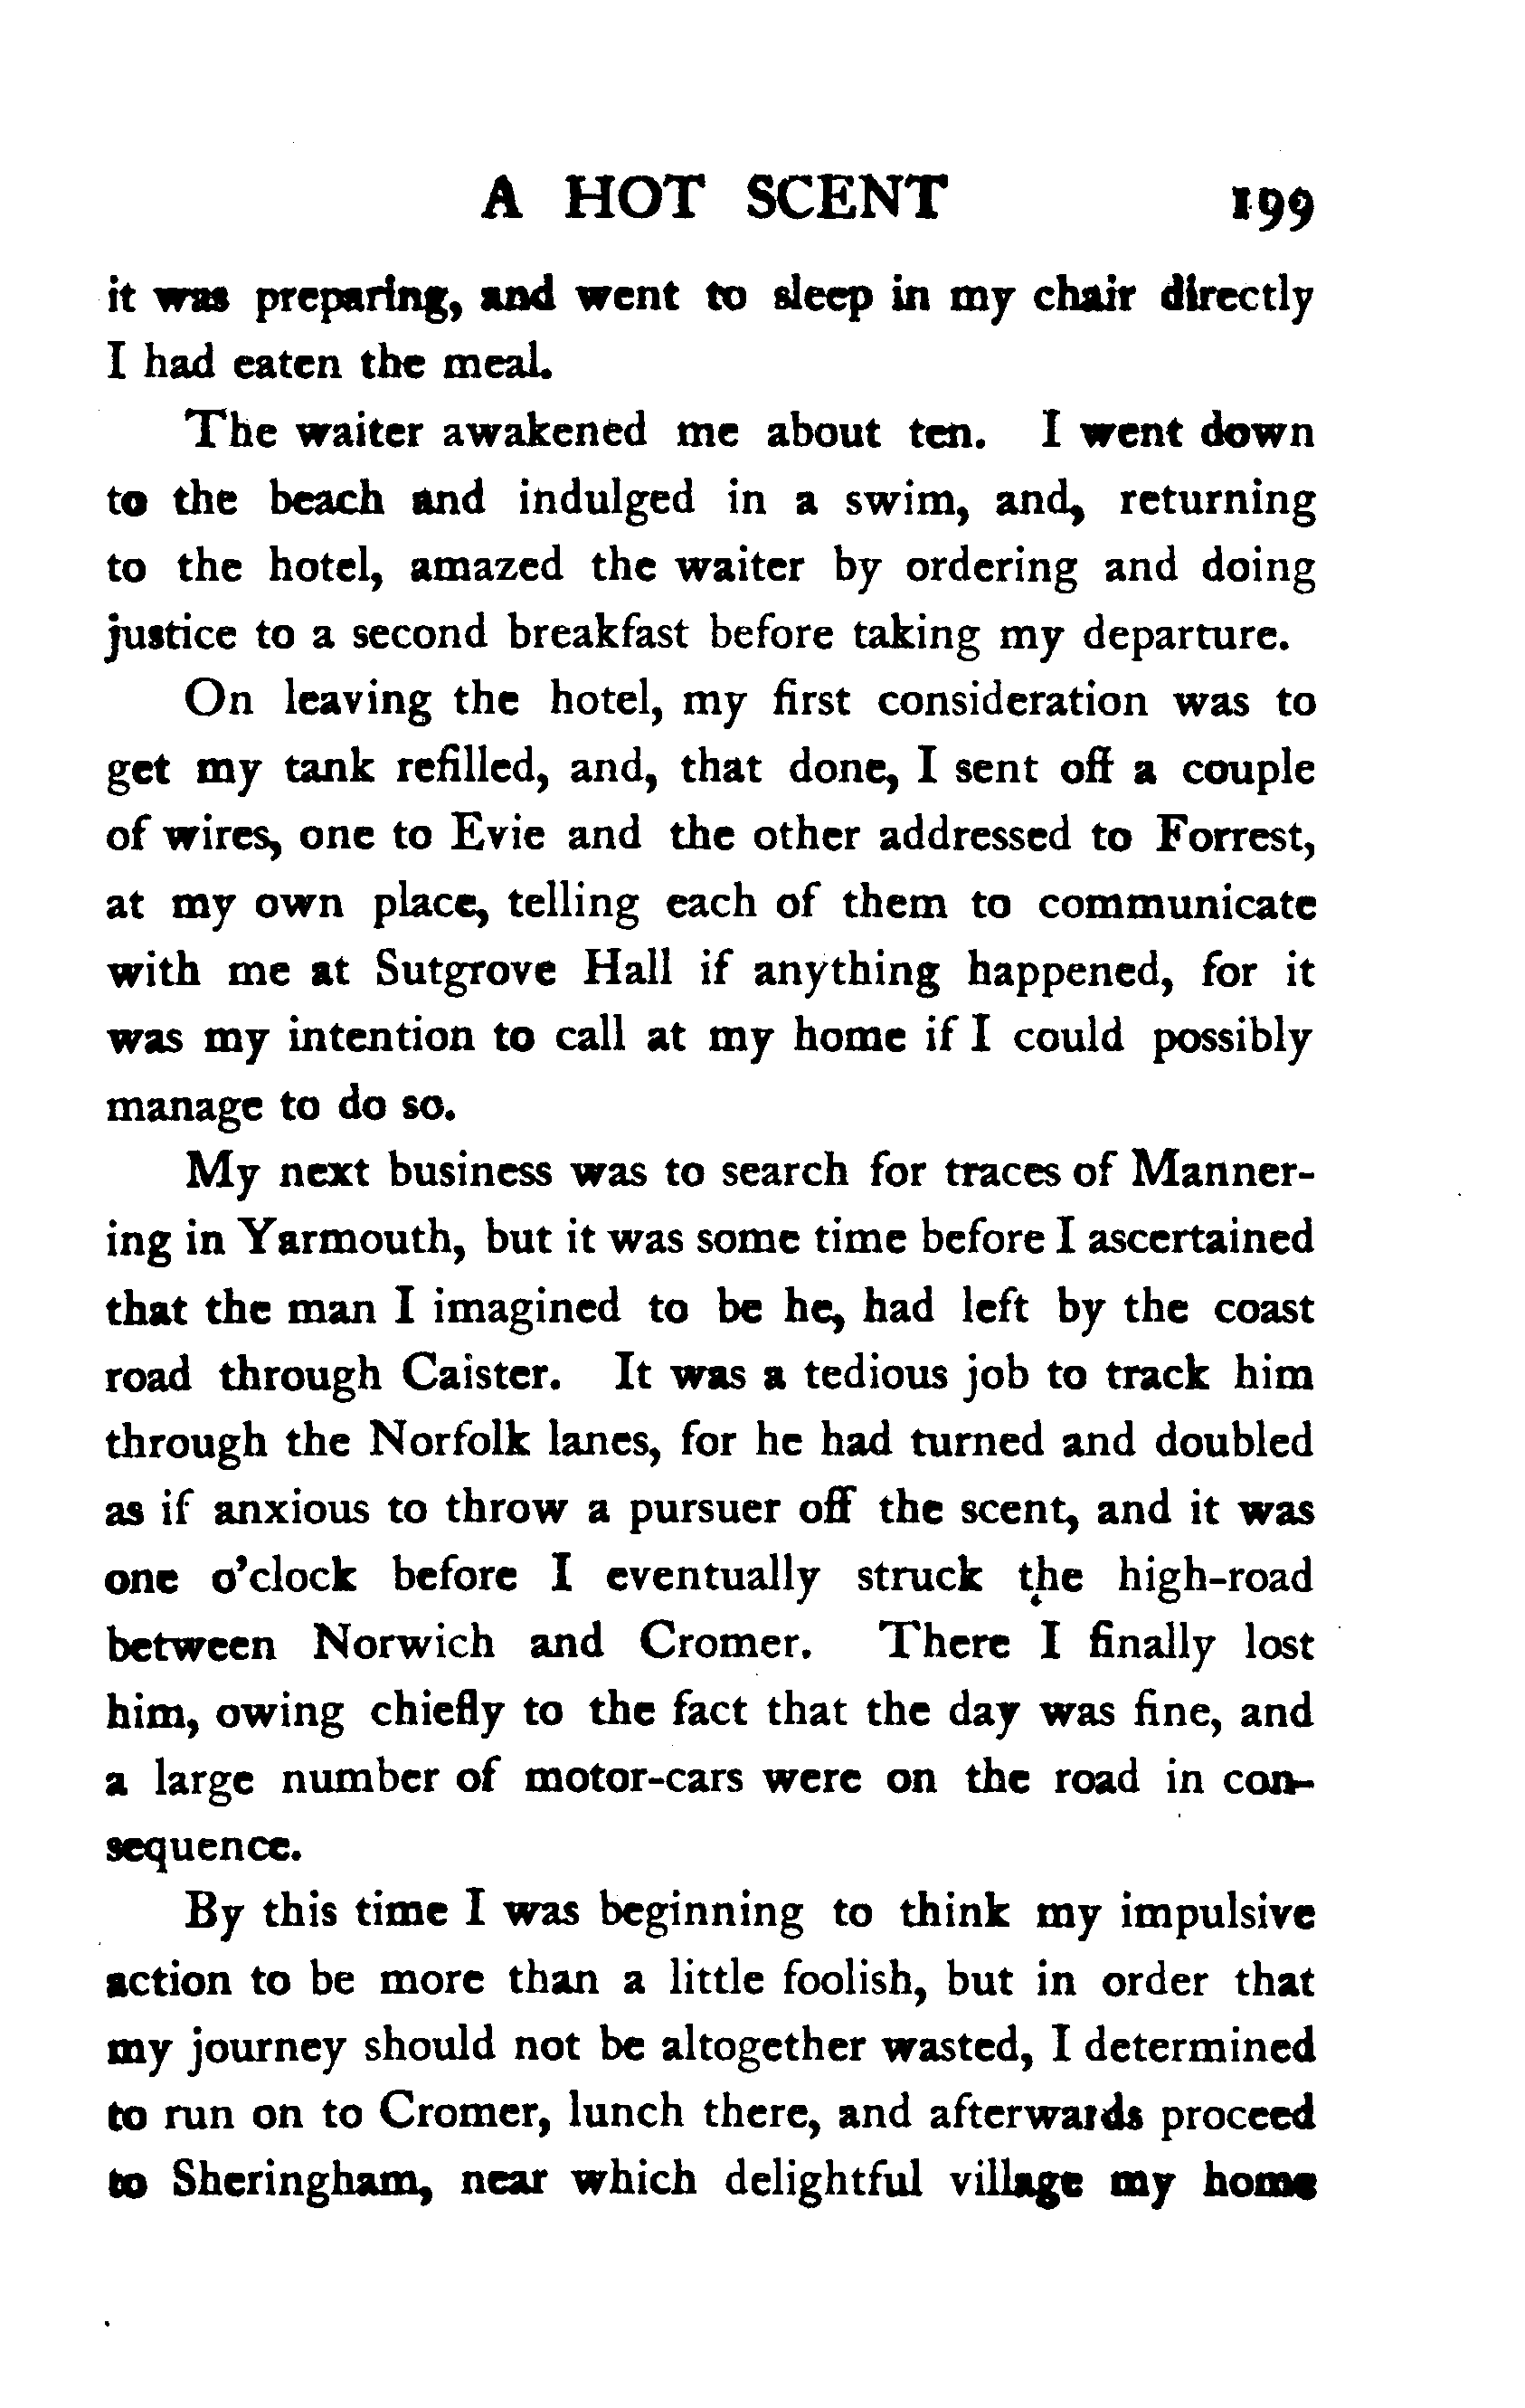 A HOT SCENT 199
it was preparing, and went to sleep in my chair directly
I had eaten the meal.
The waiter awakened me about ten. I went down
to the beach and indulged in a swim, and, returning
to the hotel, amazed the waiter by ordering and doing
justice to a second breakfast before taking my departure.
On leaving the hotel, my first consideration was to
get my tank refilled, and, that done, I sent off a couple
of wires, one to Evie and the other addressed to Forrest,
at my own place, telling each of them to communicate
with me at Sutgrove Hall if anything happened, for it
was my intention to call at my home if I could possibly
manage to do so.
My next business was to search for traces of Manner-
ing in Yarmouth, but it was some time before I ascertained
that the man I imagined to be he, had left by the coast
road through Caister. It was a tedious job to track him
through the Norfolk lanes, for he had turned and doubled
as if anxious to throw a pursuer off the scent, and it was
one o'clock before I eventually struck the high-road
between Norwich and Cromer. There I finally lost
him, owing chiefly to the fact that the day was fine, and
a large number of motor-cars were on the road in con-
sequence.
By this time I was beginning to think my impulsive
action to be more than a little foolish, but in order that
my journey should not be altogether wasted, I determined
to run on to Cromer, lunch there, and afterwards proceed
to Sheringham, near which delightful village my home